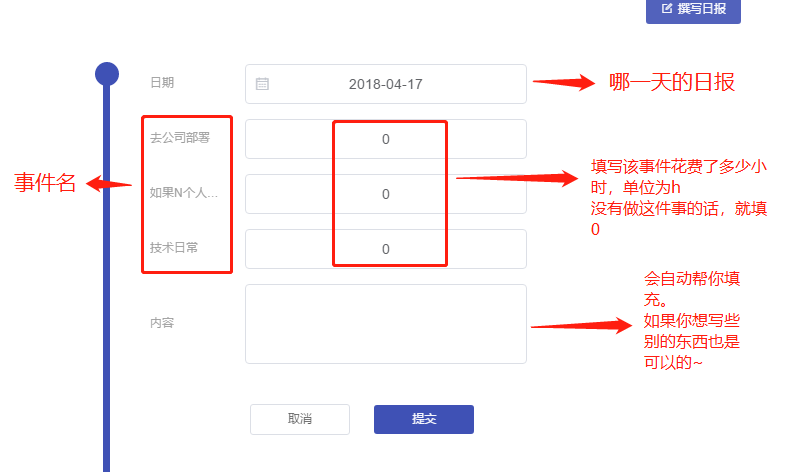 撰写日报
日期
2018-04-17
哪一天的日报
去公司部署
0
事件名
如果N个人...
0
填写该事件花费了多少小
时，单位为h
没有做这件事的话，就填
0
技术日常
0
内容
会自动帮你填
充。
如果你想写些
别的东西也是
可以的~
取消
提交